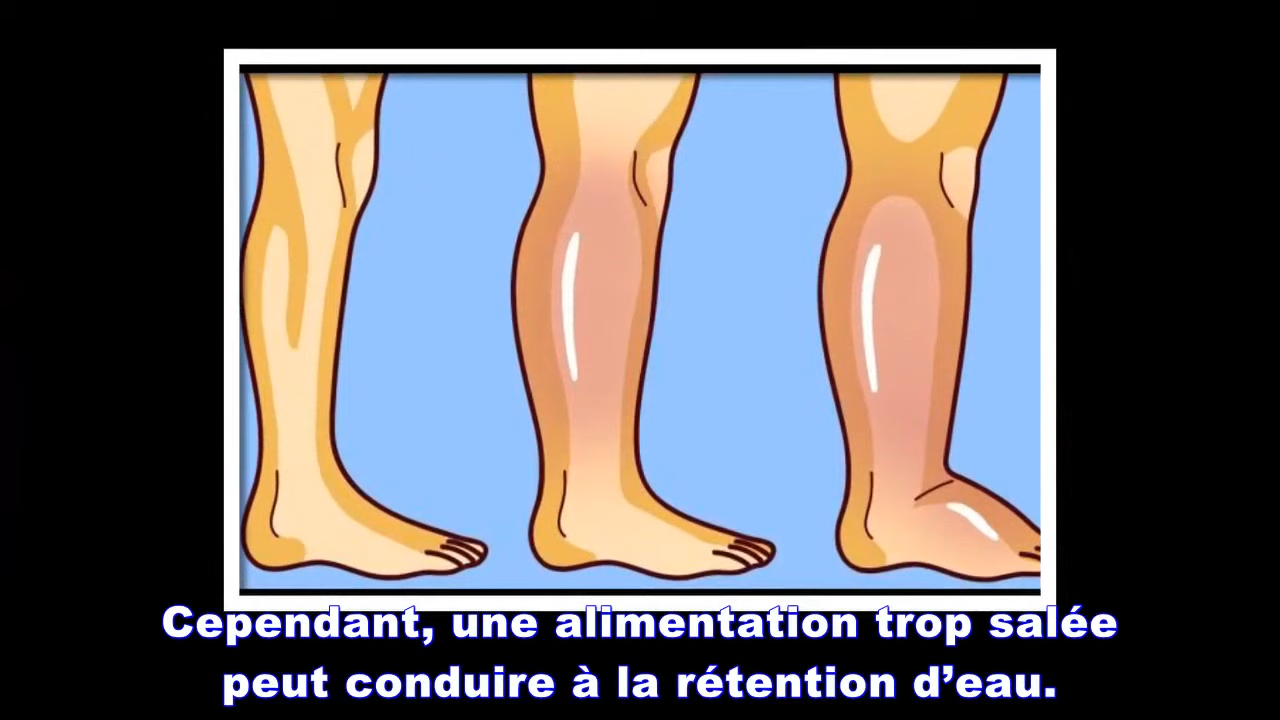 Cependant, une alimentation trop salée
peut conduire à la rétention d’eau.